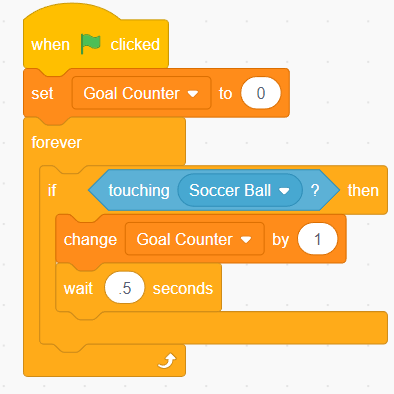 when clicked
set Goal Counter to 0
forever
if touching Soccer Ball ? then
change Goal Counter by 1
wait .5 seconds